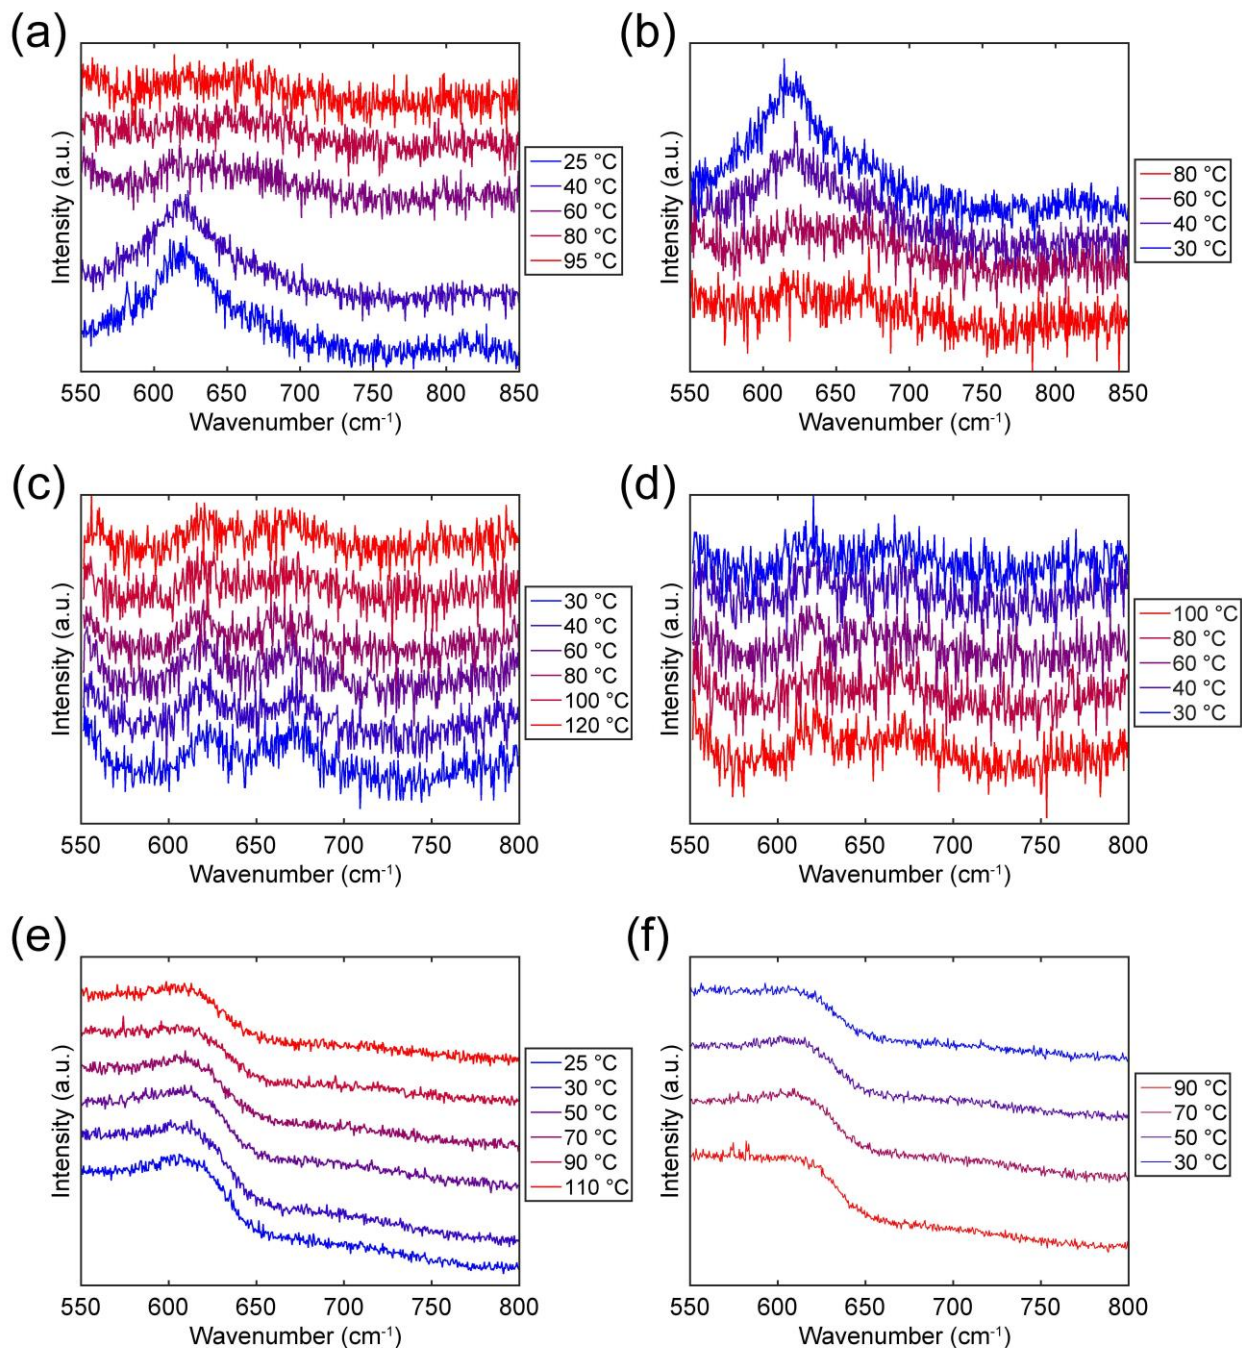 (a)
Intensity (a.u.)
550 600 650 700 750 800 850
Wavenumber (cm-1)
25 °C
40 °C
60 °C
80 °C
95 °C
(b)
Intensity (a.u.)
550 600 650 700 750 800 850
Wavenumber (cm-1)
80 °C
60 °C
40 °C
30 °C
(c)
Intensity (a.u.)
550 600 650 700 750 800
Wavenumber (cm-1)
30 °C
40 °C
60 °C
80 °C
100 °C
120 °C
(d)
Intensity (a.u.)
550 600 650 700 750 800
Wavenumber (cm-1)
100 °C
80 °C
60 °C
40 °C
30 °C
(e)
Intensity (a.u.)
550 600 650 700 750 800
Wavenumber (cm-1)
25 °C
30 °C
50 °C
70 °C
90 °C
110 °C
(f)
Intensity (a.u.)
550 600 650 700 750 800
Wavenumber (cm-1)
90 °C
70 °C
50 °C
30 °C